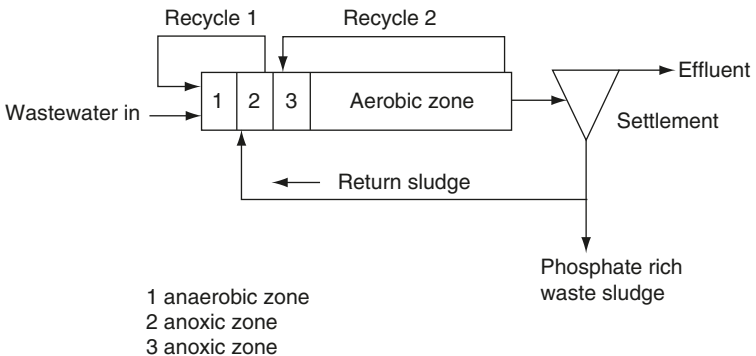 Recycle 1
Recycle 2
Effluent
1
2
3
Aerobic zone
Wastewater in
Settlement
Return sludge
Phosphate rich
waste sludge
1 anaerobic zone
2 anoxic zone
3 anoxic zone